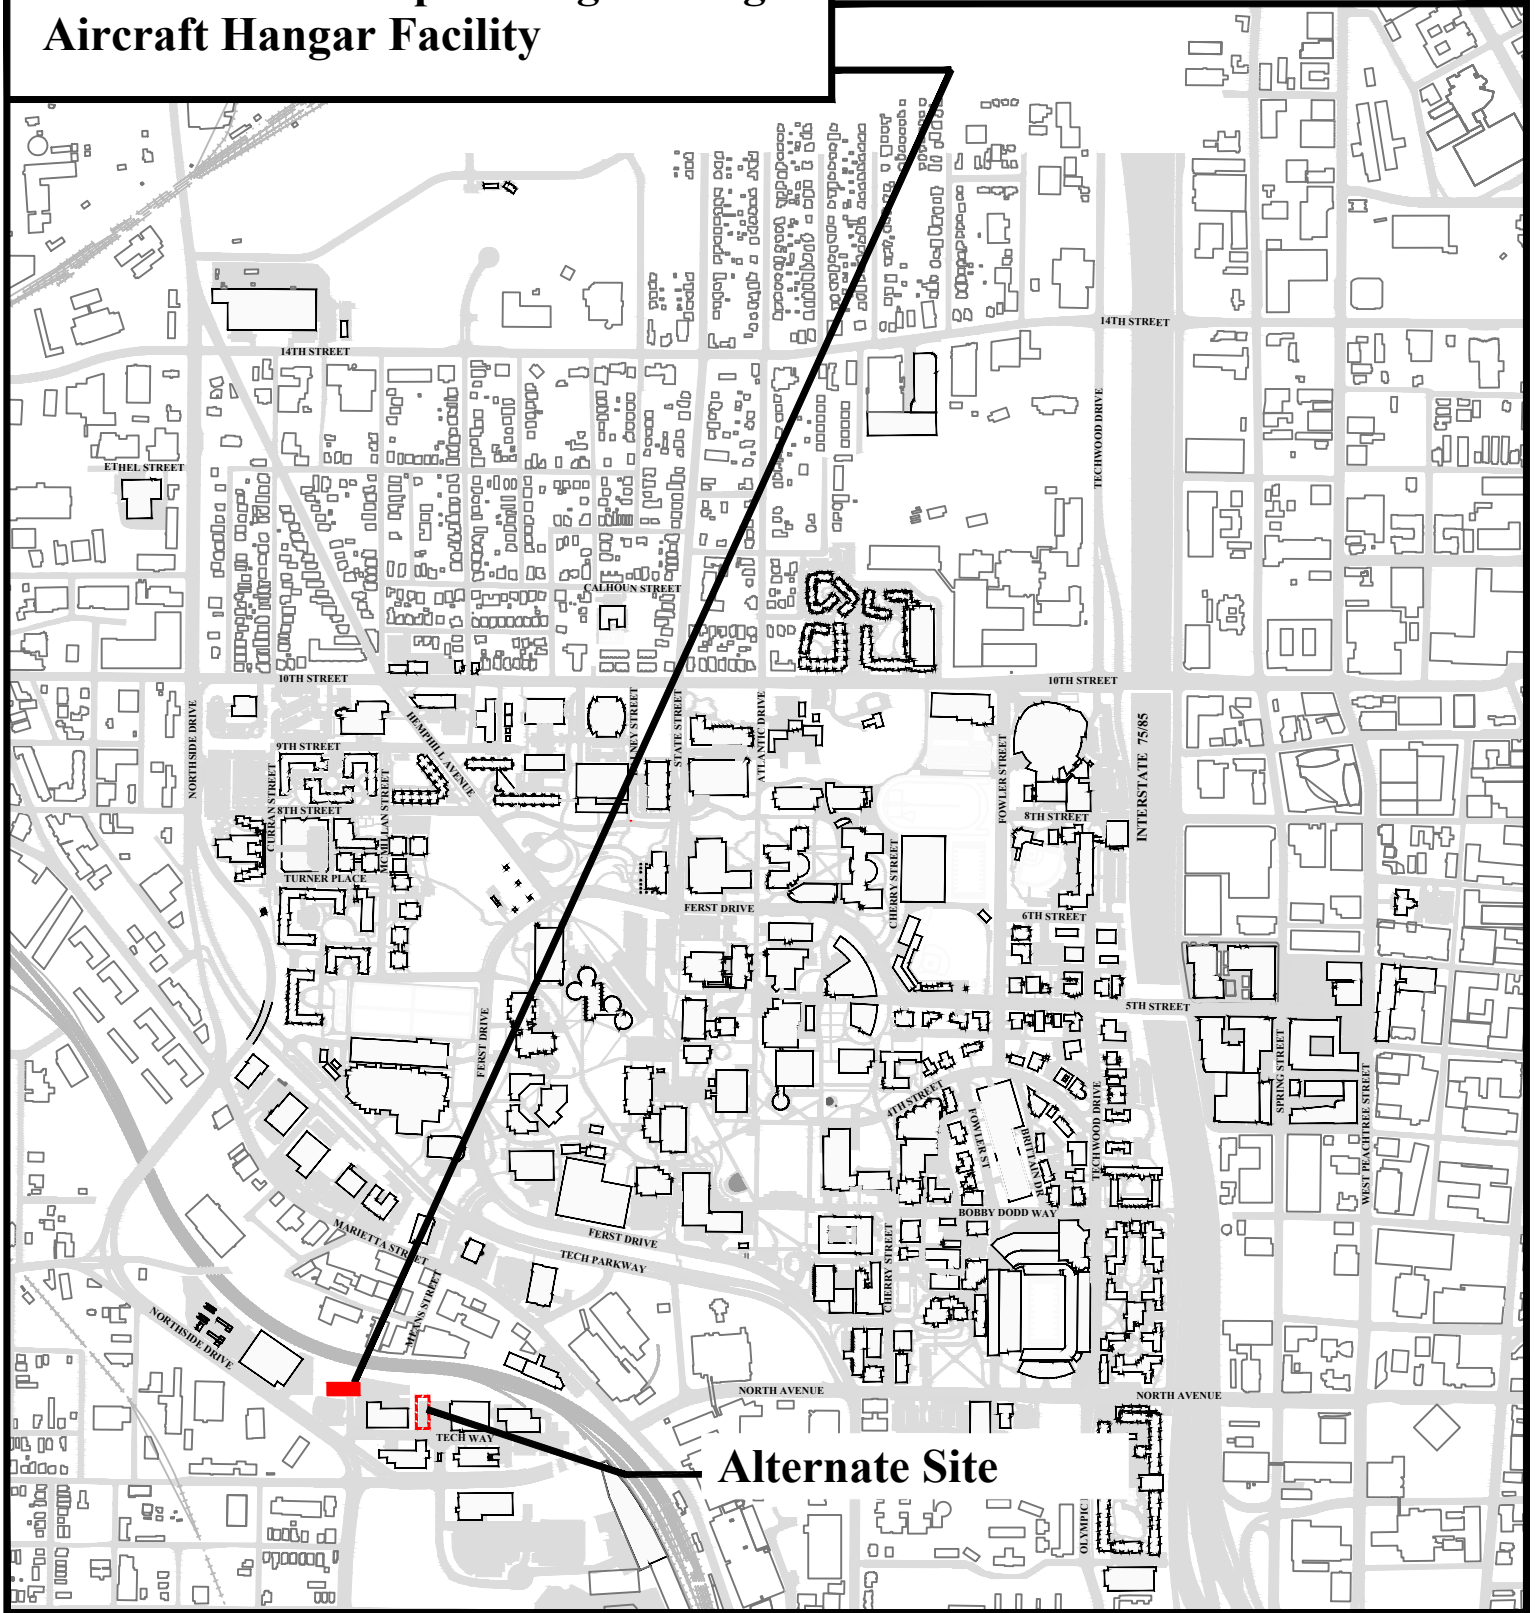 Aircraft Hangar Facility
14TH STREET
14TH STREET
TECHWOOD DRIVE
ETHEL STREET
CALHOUN STREET
10TH STREET
10TH STREET
NORTHSIDE DRIVE
HEMPHILL AVENUE
STATE STREET
ATLANTIC DRIVE
FOWLER STREET
INTERSTATE 75/85
9TH STREET
CURRAN STREET
MCMILLAN STREET
8TH STREET
8TH STREET
TURNER PLACE
CHERRY STREET
FERST DRIVE
6TH STREET
5TH STREET
FERST DRIVE
SPRING STREET
WEST PEACHTREE STREET
4TH STREET
FOWLER ST
BRITTAIN DR
TECHWOOD DRIVE
BOBBY DODD WAY
MARIETTA STREET
FERST DRIVE
TECH PARKWAY
CHERRY STREET
MEANS STREET
NORTHSIDE DRIVE
NORTH AVENUE
NORTH AVENUE
TECH WAY
Alternate Site
OLYMPIC